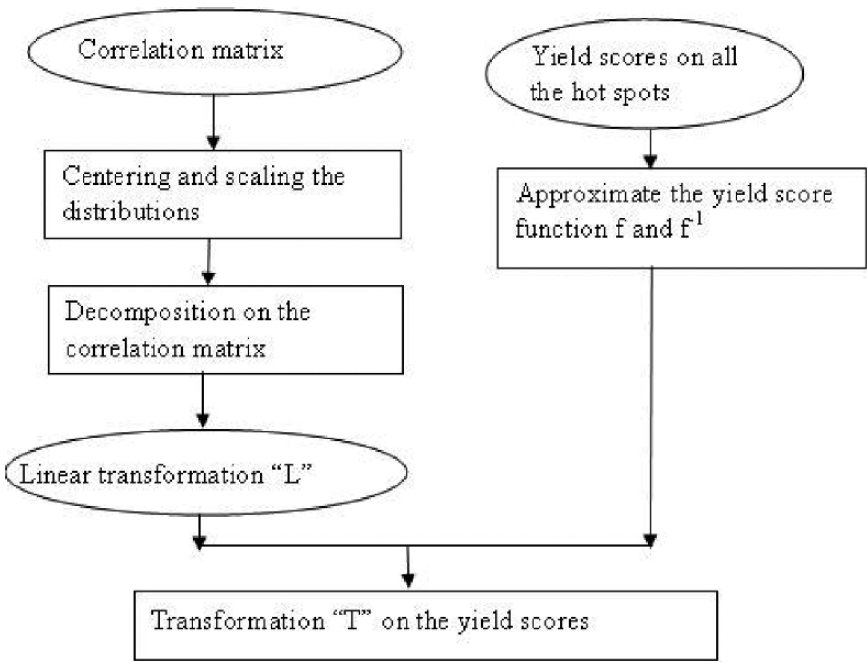 Correlation matrix
Yield scores on all
the hot spots
Centering and scaling the
distributions
Approximate the yield score
function f and f⁻¹
Decomposition on the
correlation matrix
Linear transformation “L”
Transformation “T” on the yield scores